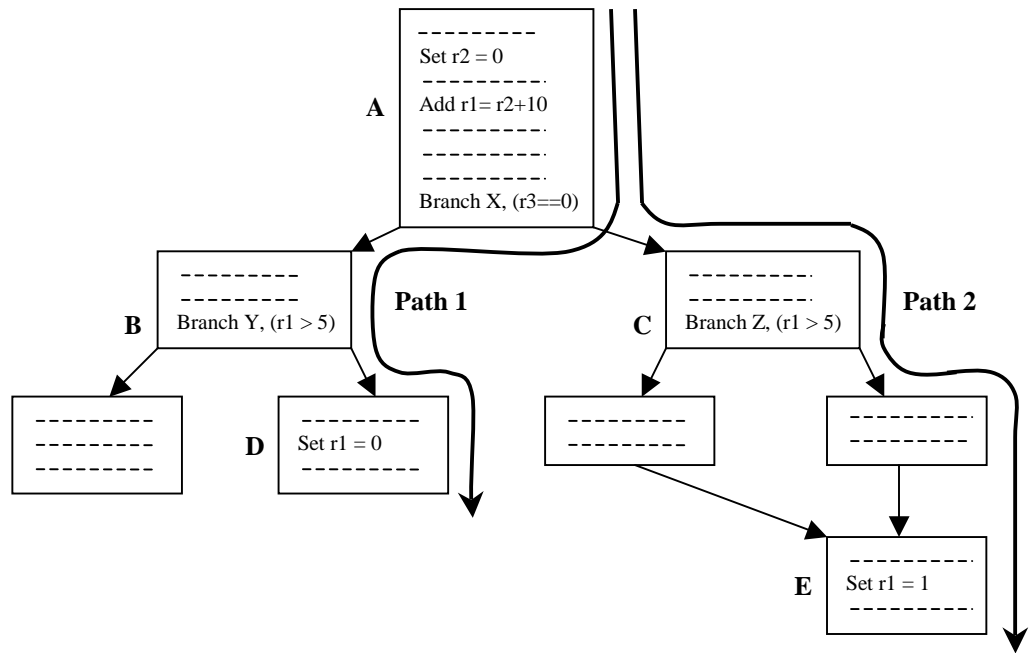 Set r2 = 0
A
Add r1= r2+10
Branch X, (r3==0)
Path 1
Path 2
B
Branch Y, (r1 > 5)
C
Branch Z, (r1 > 5)
D
Set r1 = 0
E
Set r1 = 1